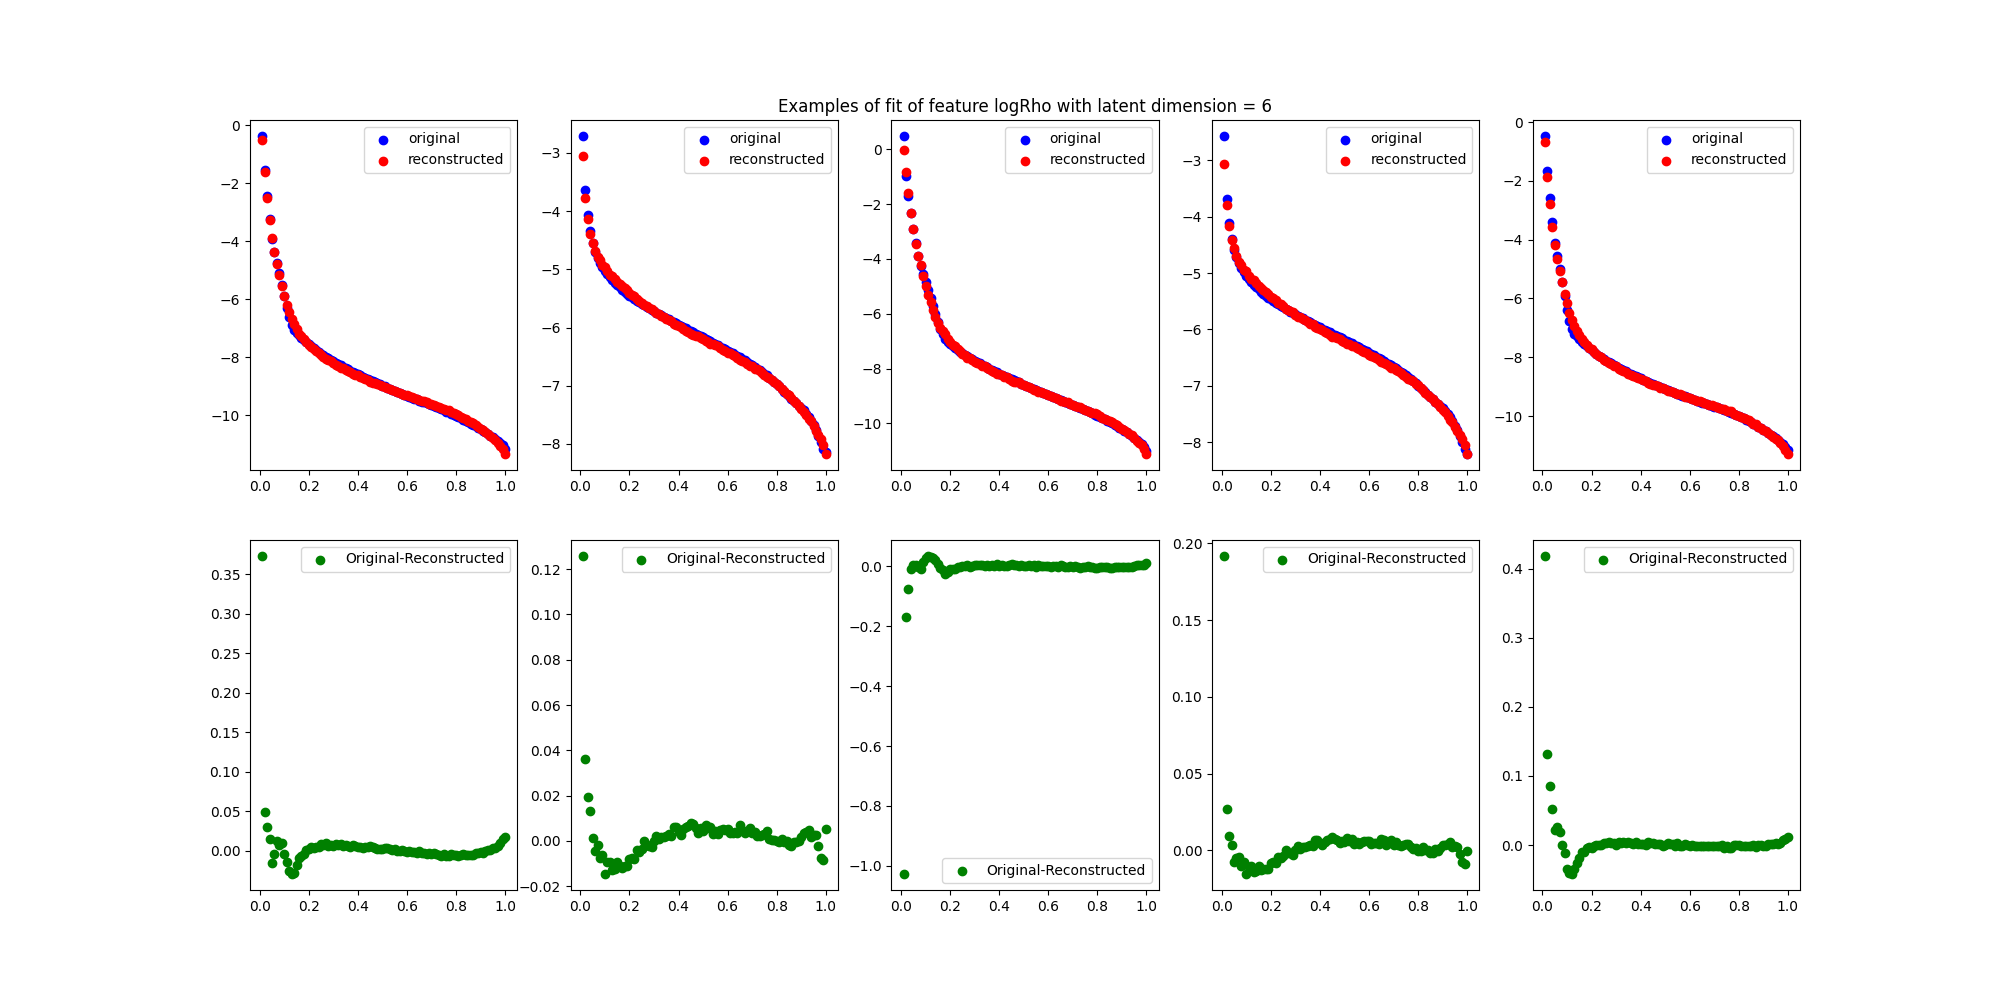 Examples of fit of feature logRho with latent dimension = 6
original
reconstructed
0
−2
−4
−6
−8
−10
0.0 0.2 0.4 0.6 0.8 1.0
original
reconstructed
−3
−4
−5
−6
−7
−8
0.0 0.2 0.4 0.6 0.8 1.0
original
reconstructed
0
−2
−4
−6
−8
−10
0.0 0.2 0.4 0.6 0.8 1.0
original
reconstructed
−3
−4
−5
−6
−7
−8
0.0 0.2 0.4 0.6 0.8 1.0
original
reconstructed
0
−2
−4
−6
−8
−10
0.0 0.2 0.4 0.6 0.8 1.0
Original-Reconstructed
0.35
0.30
0.25
0.20
0.15
0.10
0.05
0.00
0.0 0.2 0.4 0.6 0.8 1.0
Original-Reconstructed
0.12
0.10
0.08
0.06
0.04
0.02
0.00
−0.02
0.0 0.2 0.4 0.6 0.8 1.0
0.0
−0.2
−0.4
−0.6
−0.8
−1.0
Original-Reconstructed
0.0 0.2 0.4 0.6 0.8 1.0
0.20
Original-Reconstructed
0.15
0.10
0.05
0.00
0.0 0.2 0.4 0.6 0.8 1.0
Original-Reconstructed
0.4
0.3
0.2
0.1
0.0
0.0 0.2 0.4 0.6 0.8 1.0